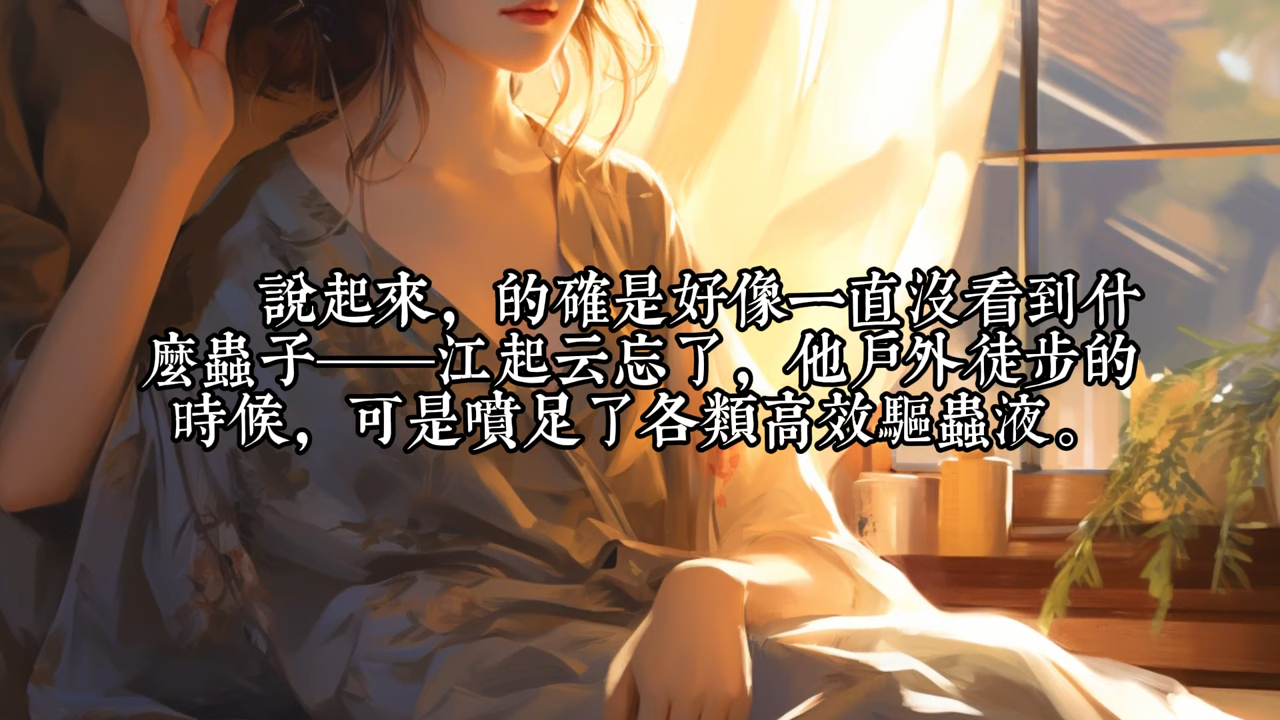 說起來，的確是好像一直沒看到什
麼蟲子——江起云忘了，他戶外徒步的
時候，可是噴足了各類高效驅蟲液。